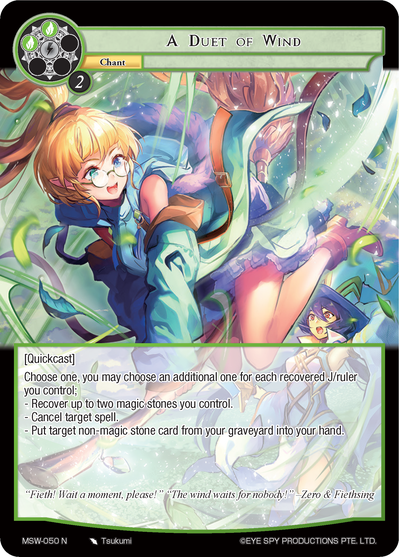 A Duet of Wind
Chant
2
[Quickcast]
Choose one, you may choose an additional one for each recovered J/ruler
you control;
- Recover up to two magic stones you control.
- Cancel target spell.
- Put target non-magic stone card from your graveyard into your hand.
“Fieth! Wait a moment, please!” “The wind waits for nobody!” –Zero & Fiethsing
MSW-050 N Tsukumi ©EYE SPY PRODUCTIONS PTE. LTD.